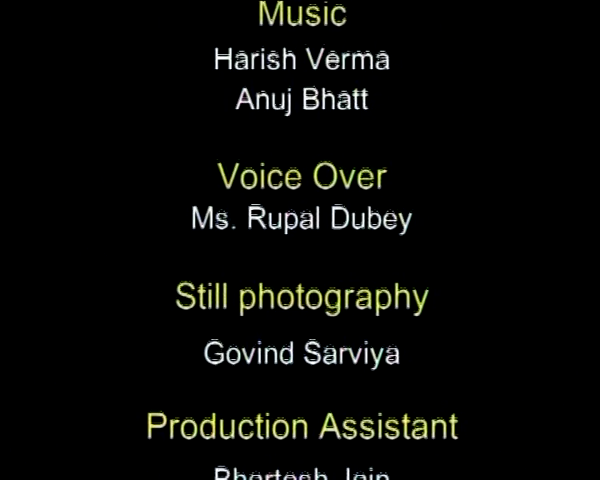 Music
Harish Verma
Anuj Bhatt
Voice Over
Ms. Rupal Dubey
Still photography
Govind Sarviya
Production Assistant